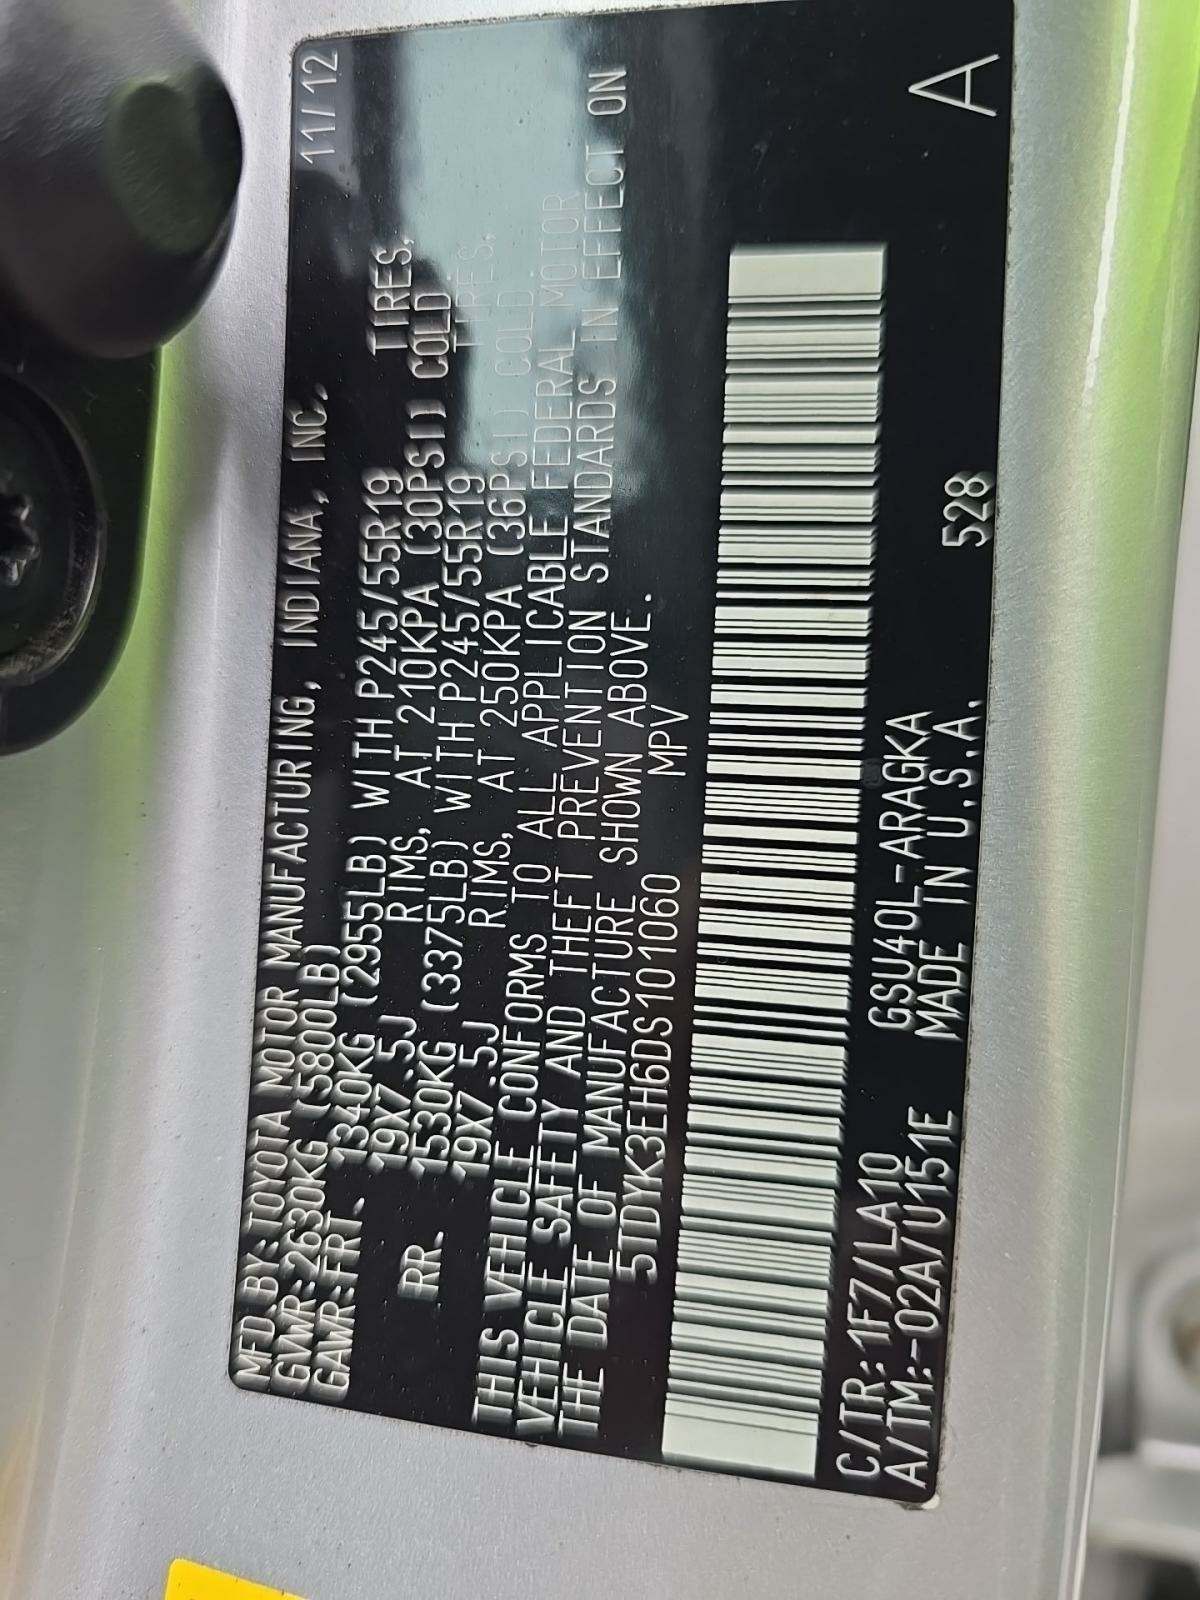 MFD.BY:TOYOTA MOTOR MANUFACTURING, INDIANA, INC. 11/12
GVWR:2630KG (5800LB)
GAWR:FRT. 1340KG (2955LB) WITH P245/55R19 TIRES,
19X7.5J RIMS, AT 210KPA (30PSI) COLD
RR. 1530KG (3375LB) WITH P245/55R19 TIRES,
19X7.5J RIMS, AT 250KPA (36PSI) COLD
THIS VEHICLE CONFORMS TO ALL APPLICABLE FEDERAL MOTOR
VEHICLE SAFETY AND THEFT PREVENTION STANDARDS IN EFFECT ON
THE DATE OF MANUFACTURE SHOWN ABOVE.
5TDYK3EH6DS101060 MPV
C/TR:1F7/LA10 GSU40L-ARAGKA
A/TM:-02A/U151E MADE IN U.S.A. 528 A